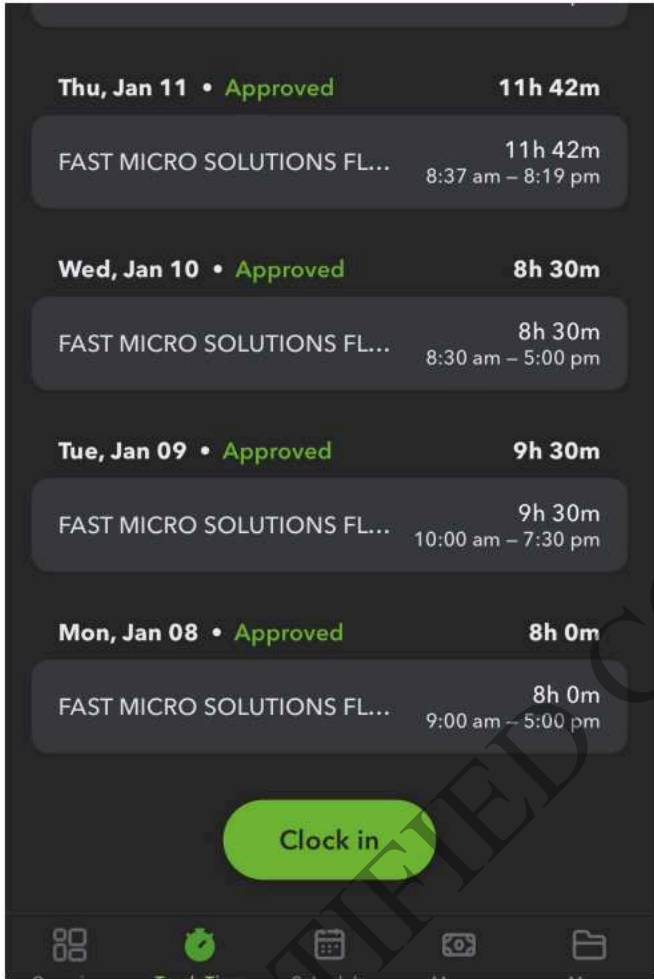 Thu, Jan 11 • Approved 11h 42m
FAST MICRO SOLUTIONS FL... 11h 42m
8:37 am – 8:19 pm
Wed, Jan 10 • Approved 8h 30m
FAST MICRO SOLUTIONS FL... 8h 30m
8:30 am – 5:00 pm
Tue, Jan 09 • Approved 9h 30m
FAST MICRO SOLUTIONS FL... 9h 30m
10:00 am – 7:30 pm
Mon, Jan 08 • Approved 8h 0m
FAST MICRO SOLUTIONS FL... 8h 0m
9:00 am – 5:00 pm
Clock in